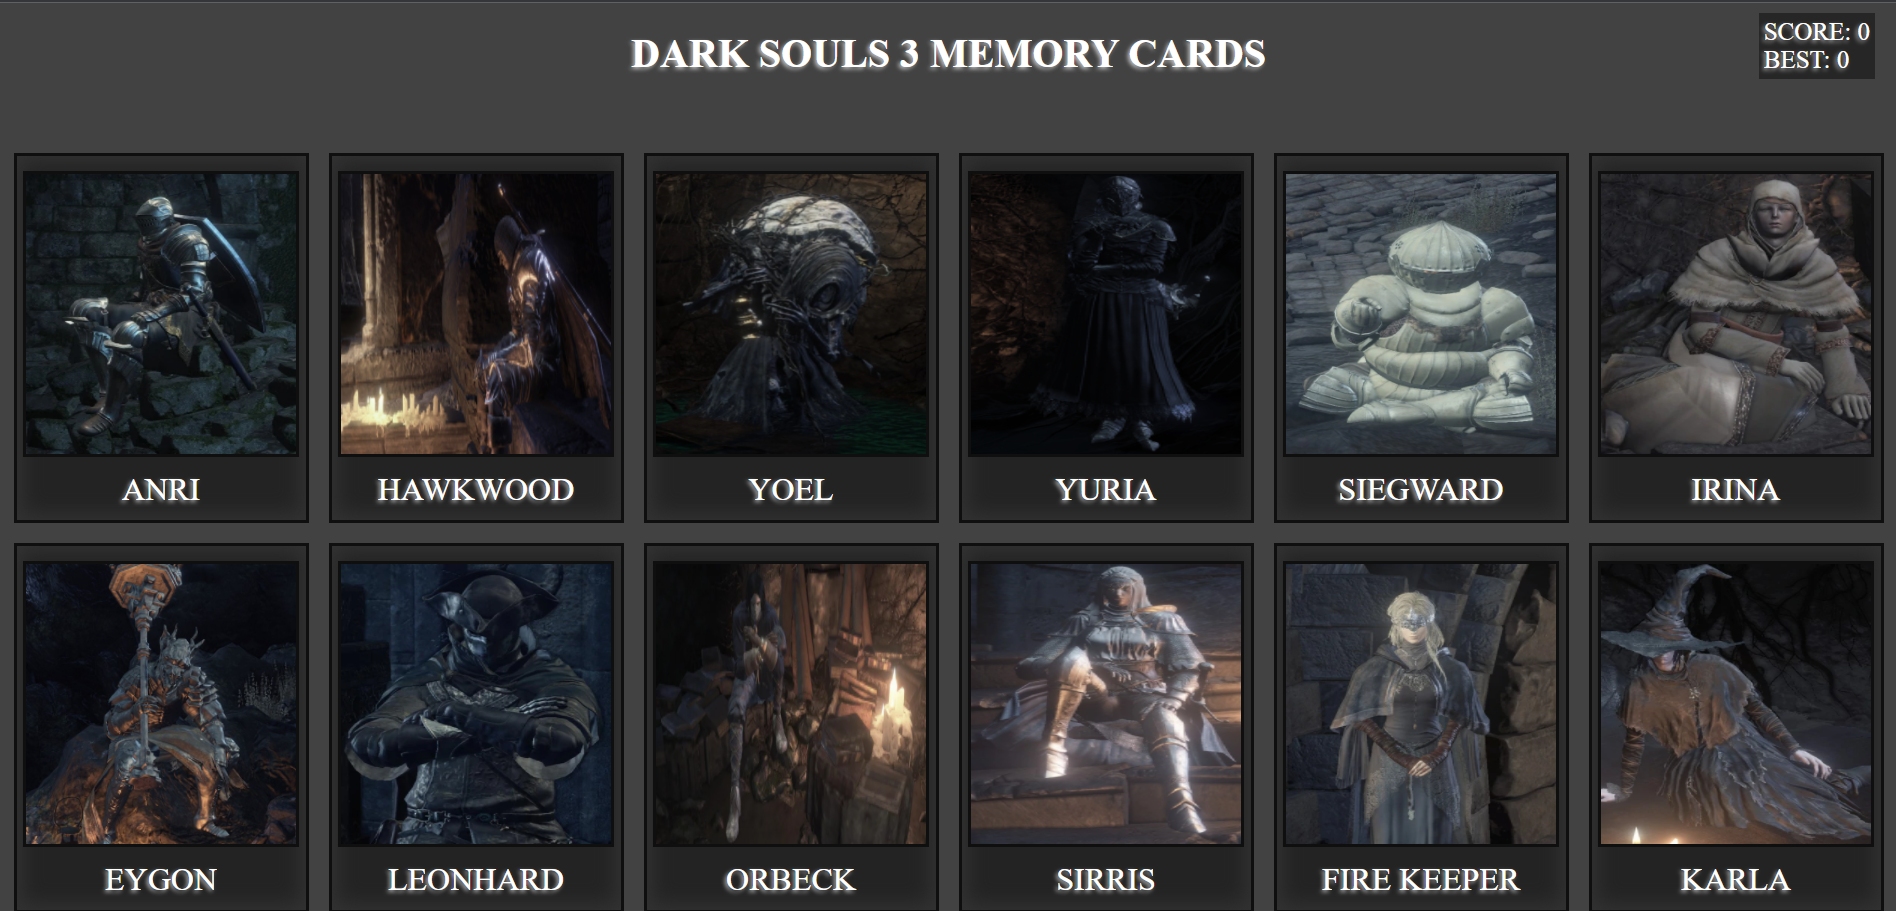 DARK SOULS 3 MEMORY CARDS
SCORE: 0
BEST: 0
ANRI
HAWKWOOD
YOEL
YURIA
SIEGWARD
IRINA
EYGON
LEONHARD
ORBECK
SIRRIS
FIRE KEEPER
KARLA